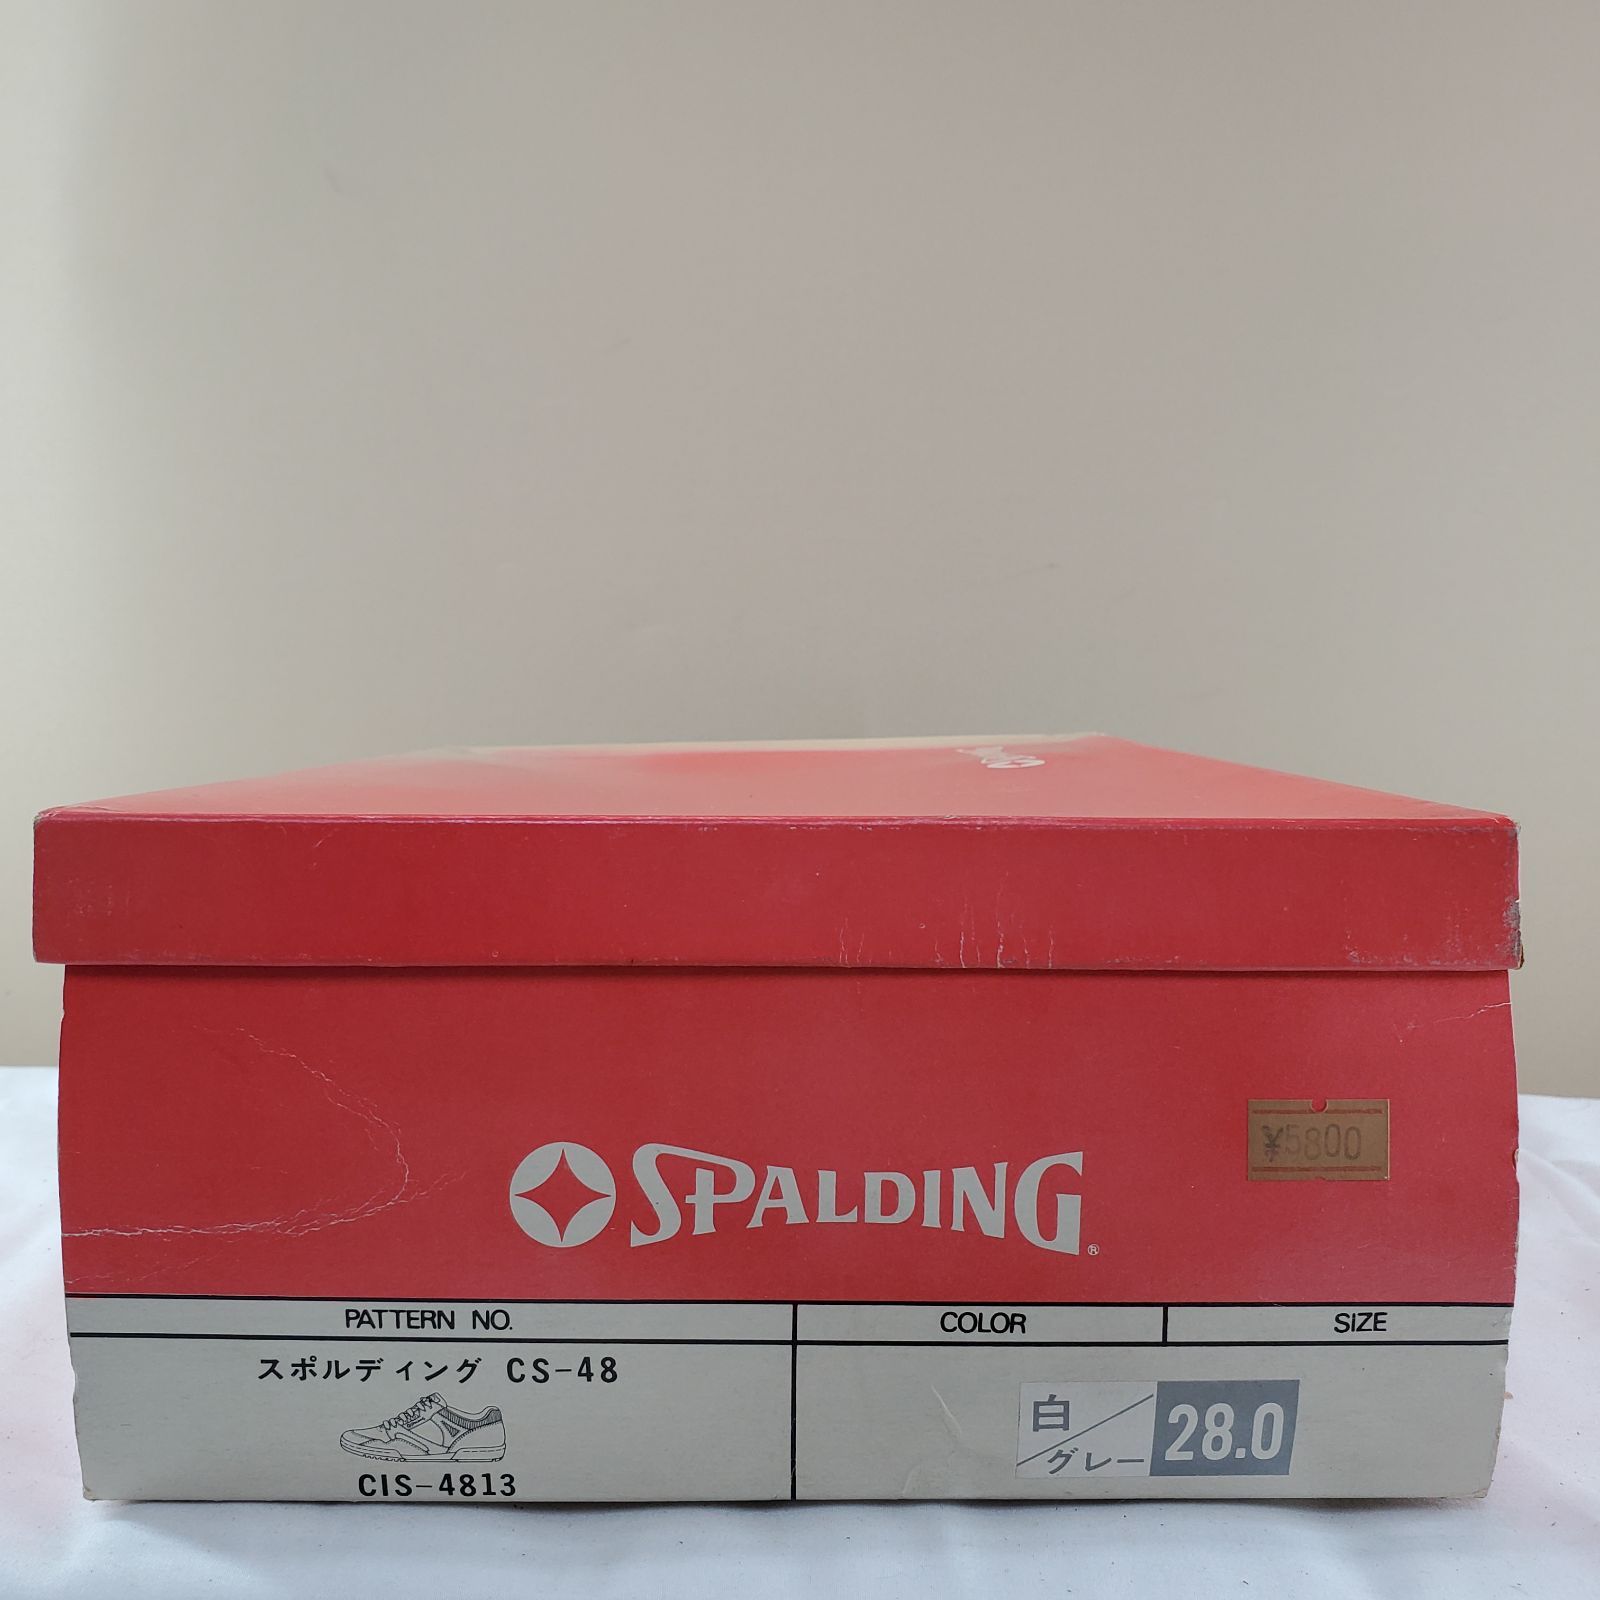 ¥5800
SPALDING®
PATTERN NO.
COLOR
SIZE
スポルディング CS-48
白/グレー
28.0
CIS-4813